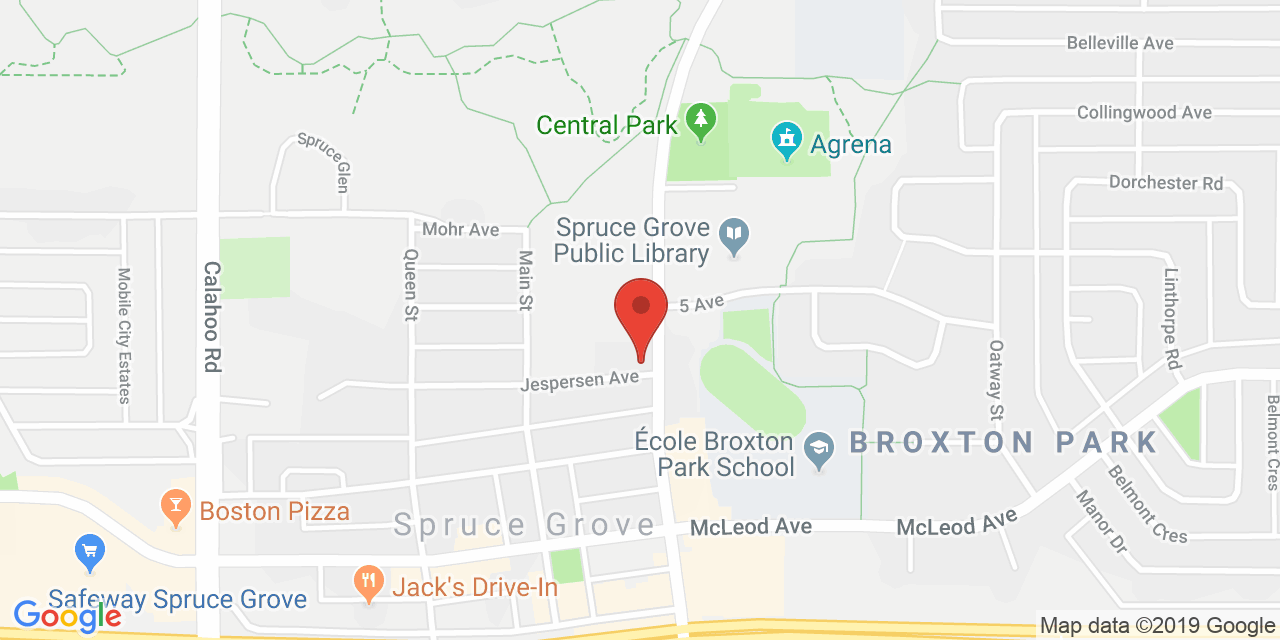 Belleville Ave
Collingwood Ave
Central Park
Agrena
Spruce Glen
Dorchester Rd
Mohr Ave
Spruce Grove
Public Library
Mobile City Estates
Calahoo Rd
Queen St
Main St
5 Ave
Linthorpe Rd
Oatway St
Jespersen Ave
Belmont Cres
École Broxton
Park School
BROXTON PARK
Boston Pizza
Spruce Grove
McLeod Ave
McLeod Ave
Belmont Cres
Manor Dr
Jack's Drive-In
Safeway Spruce Grove
Google
Map data ©2019 Google